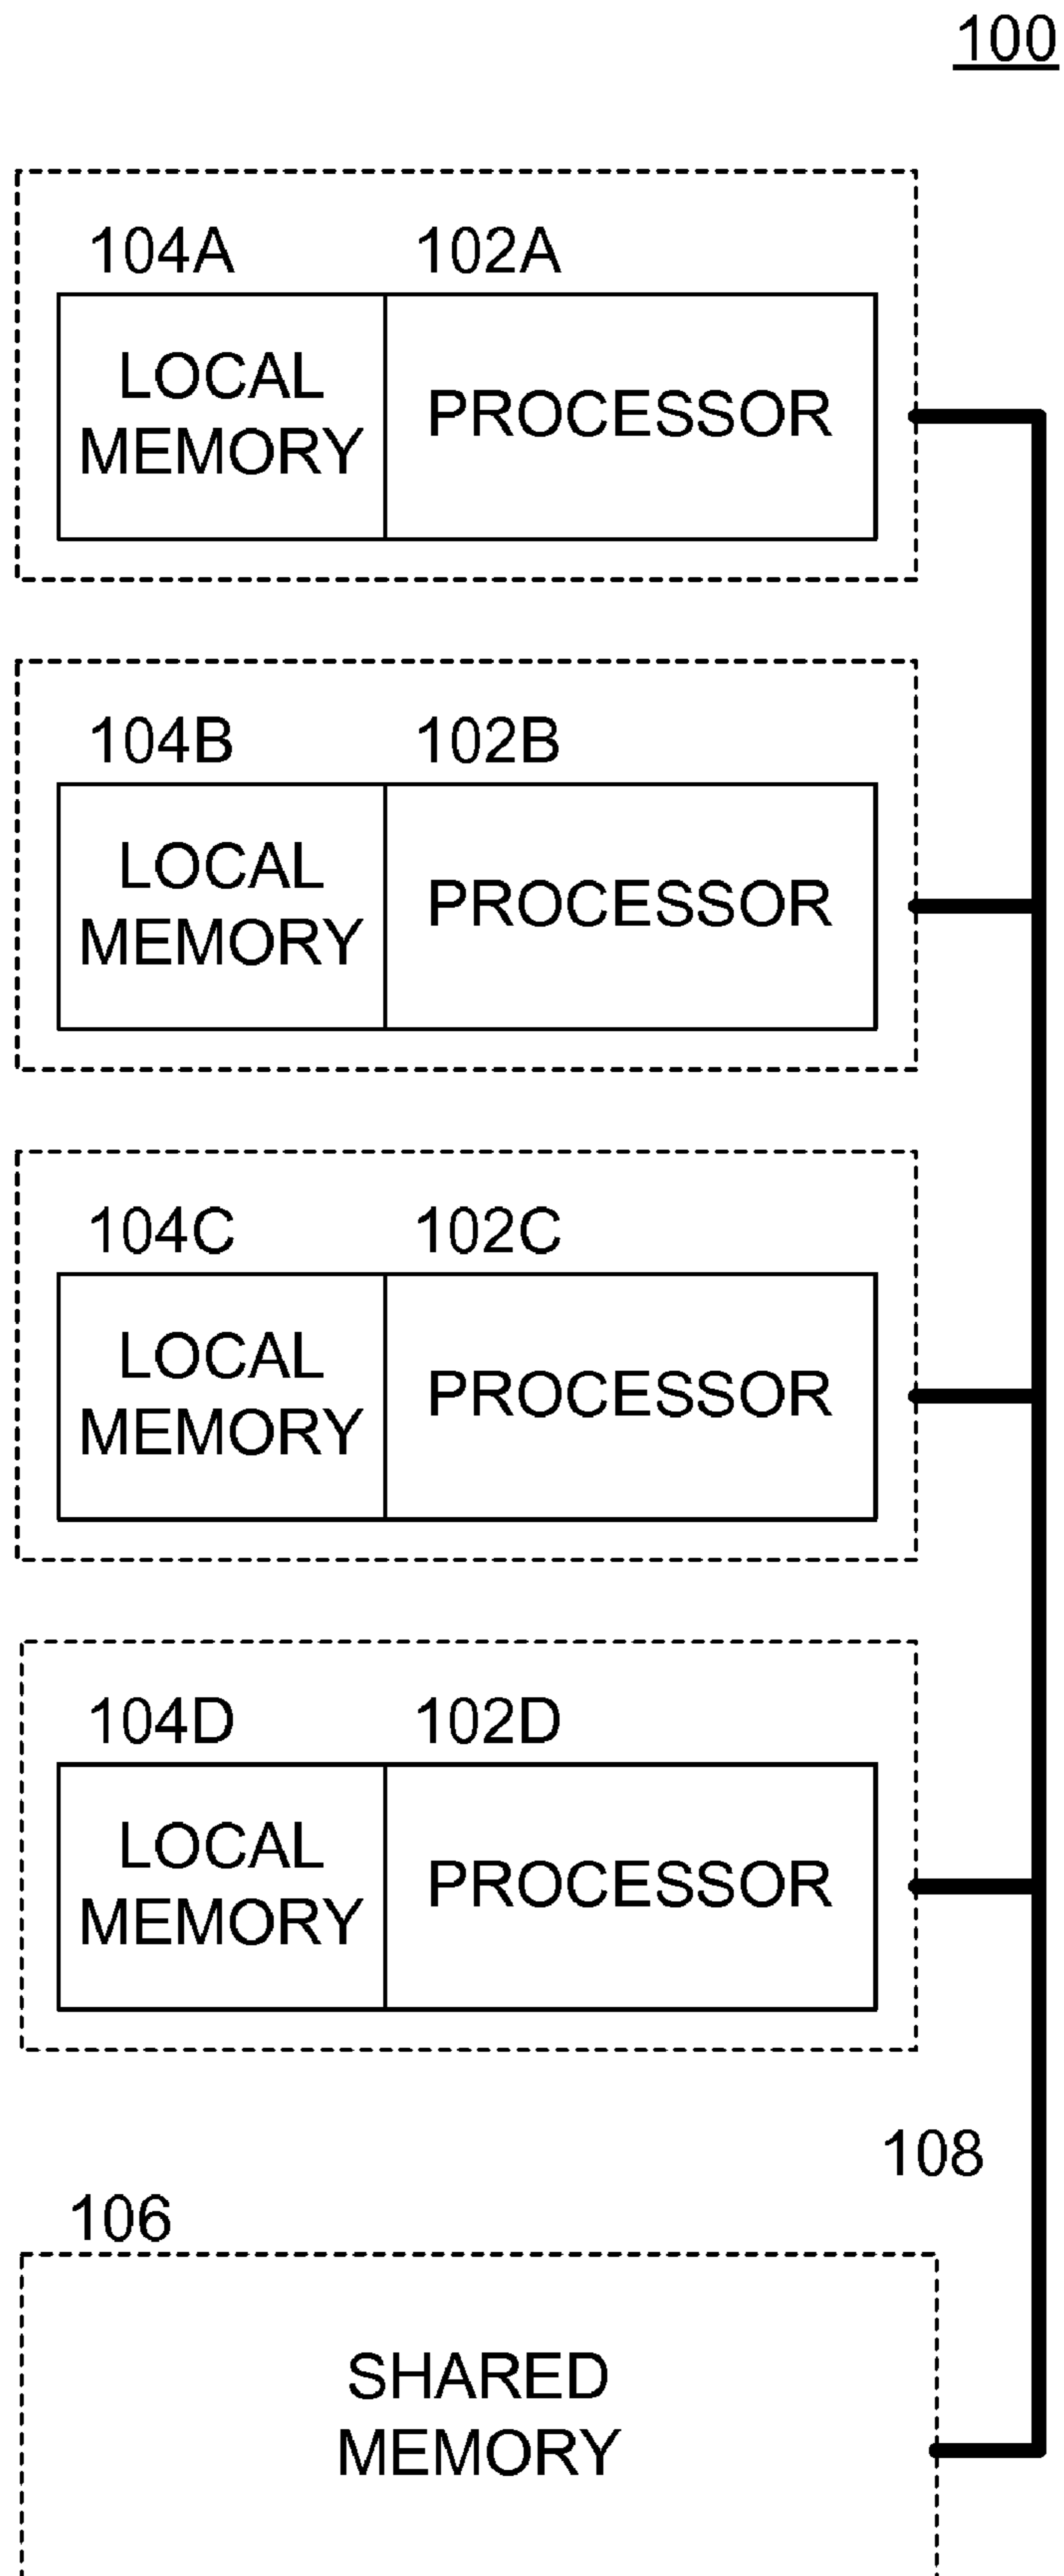 100
104A 102A
LOCAL
MEMORY
PROCESSOR
104B 102B
LOCAL
MEMORY
PROCESSOR
104C 102C
LOCAL
MEMORY
PROCESSOR
104D 102D
LOCAL
MEMORY
PROCESSOR
108
106
SHARED
MEMORY